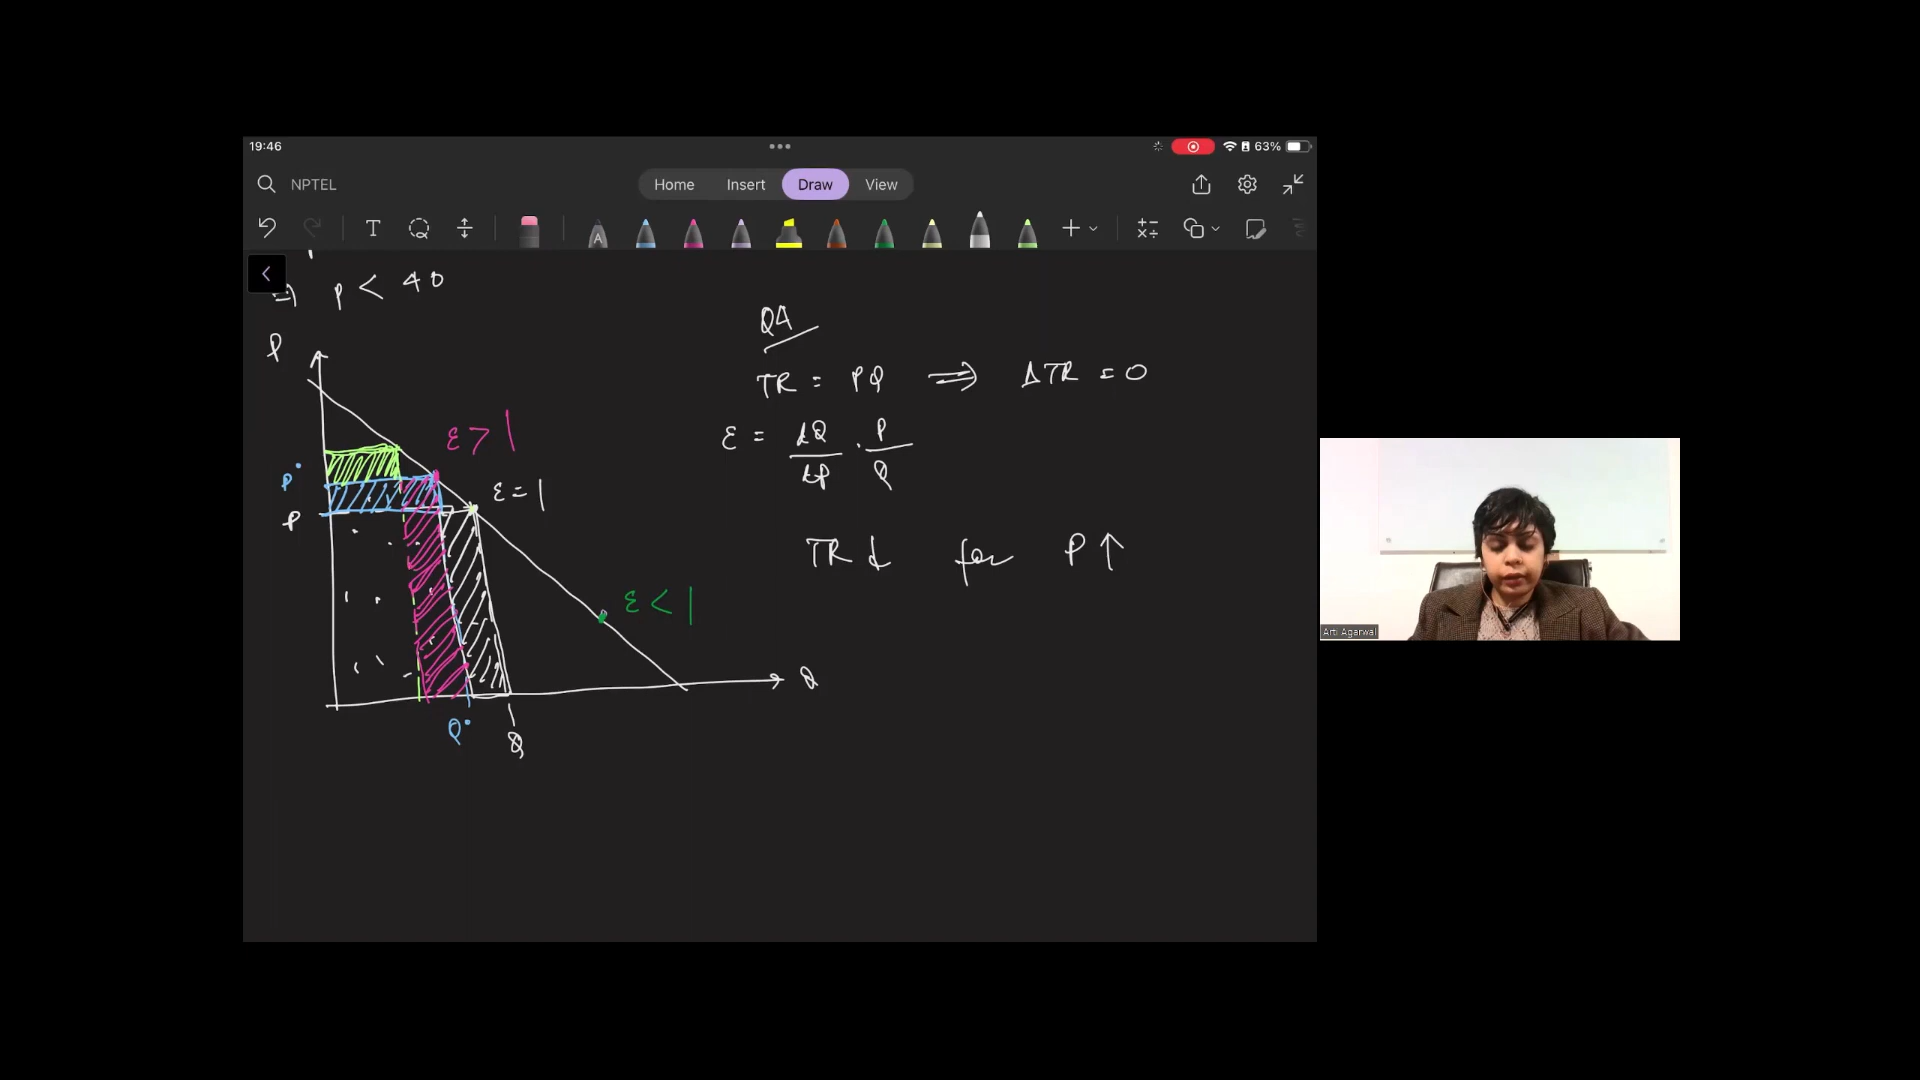 19:46
63%
NPTEL
Home Insert Draw View
T
A
P < 40
Q4
P
TR = PQ ⟹ ΔTR = 0
ε > 1
ε = ΔQ/ΔP . P/Q
P°
ε = 1
P
TR↓ for P↑
ε < 1
Arti Agarwal
Q
Q°
Q